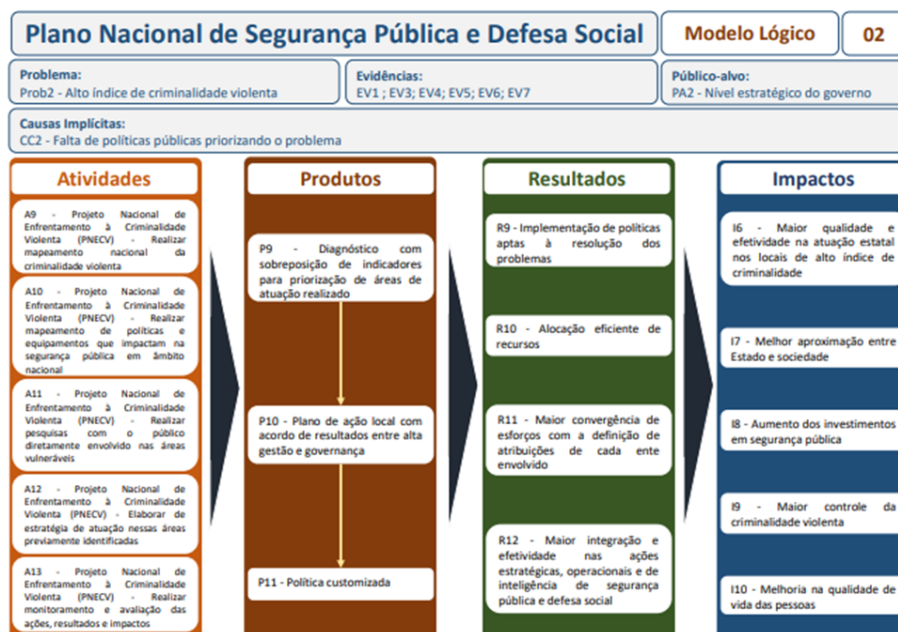 Plano Nacional de Segurança Pública e Defesa Social
Modelo Lógico
02
Problema:
Prob2 - Alto índice de criminalidade violenta
Evidências:
EV1 ; EV3; EV4; EV5; EV6; EV7
Público-alvo:
PA2 - Nível estratégico do governo
Causas Implícitas:
CC2 - Falta de políticas públicas priorizando o problema
Atividades
A9 - Projeto Nacional de
Enfrentamento à Criminalidade
Violenta (PNECV) - Realizar
mapeamento nacional da
criminalidade violenta
A10 - Projeto Nacional de
Enfrentamento à Criminalidade
Violenta (PNECV) - Realizar
mapeamento de políticas e
equipamentos que impactam na
segurança pública em âmbito
nacional
A11 - Projeto Nacional de
Enfrentamento à Criminalidade
Violenta (PNECV) - Realizar
pesquisas com o público
diretamente envolvido nas áreas
vulneráveis
A12 - Projeto Nacional de
Enfrentamento à Criminalidade
Violenta (PNECV) - Elaborar de
estratégia de atuação nessas áreas
previamente identificadas
A13 - Projeto Nacional de
Enfrentamento à Criminalidade
Violenta (PNECV) - Realizar
monitoramento e avaliação das
ações, resultados e impactos
Produtos
P9 - Diagnóstico com
sobreposição de indicadores
para priorização de áreas de
atuação realizado
P10 - Plano de ação local com
acordo de resultados entre alta
gestão e governança
P11 - Política customizada
Resultados
R9 - Implementação de políticas
aptas à resolução dos
problemas
R10 - Alocação eficiente de
recursos
R11 - Maior convergência de
esforços com a definição de
atribuições de cada ente
envolvido
R12 - Maior integração e
efetividade nas ações
estratégicas, operacionais e de
inteligência de segurança
pública e defesa social
Impactos
I6 - Maior qualidade e
efetividade na atuação estatal
nos locais de alto índice de
criminalidade
I7 - Melhor aproximação entre
Estado e sociedade
I8 - Aumento dos investimentos
em segurança pública
I9 - Maior controle da
criminalidade violenta
I10 - Melhoria na qualidade de
vida das pessoas